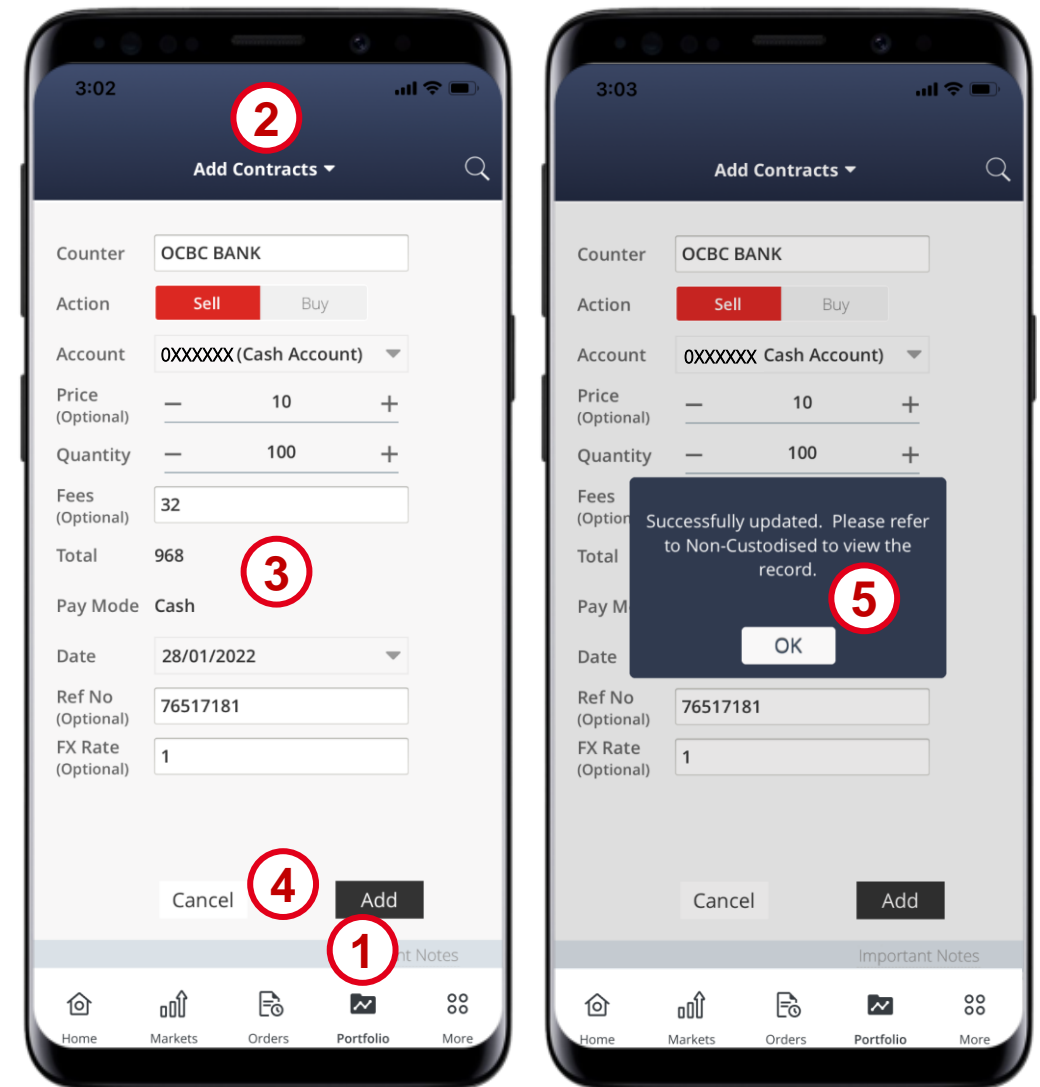 3:02
2
Add Contracts
Counter OCBC BANK
Action Sell Buy
Account 0XXXXXX (Cash Account)
Price
(Optional)
— 10 +
Quantity — 100 +
Fees
(Optional)
32
Total 968
3
Pay Mode Cash
Date 28/01/2022
Ref No
(Optional)
76517181
FX Rate
(Optional)
1
Cancel 4 Add
1
Notes
Home Markets Orders Portfolio More
3:03
Add Contracts
Counter OCBC BANK
Action Sell Buy
Account 0XXXXXX Cash Account)
Price
(Optional)
— 10 +
Quantity — 100 +
Fees
Successfully updated. Please refer
to Non-Custodised to view the
record.
5
OK
Total
Pay
Date
Ref No
(Optional)
76517181
FX Rate
(Optional)
1
Cancel Add
Important Notes
Home Markets Orders Portfolio More